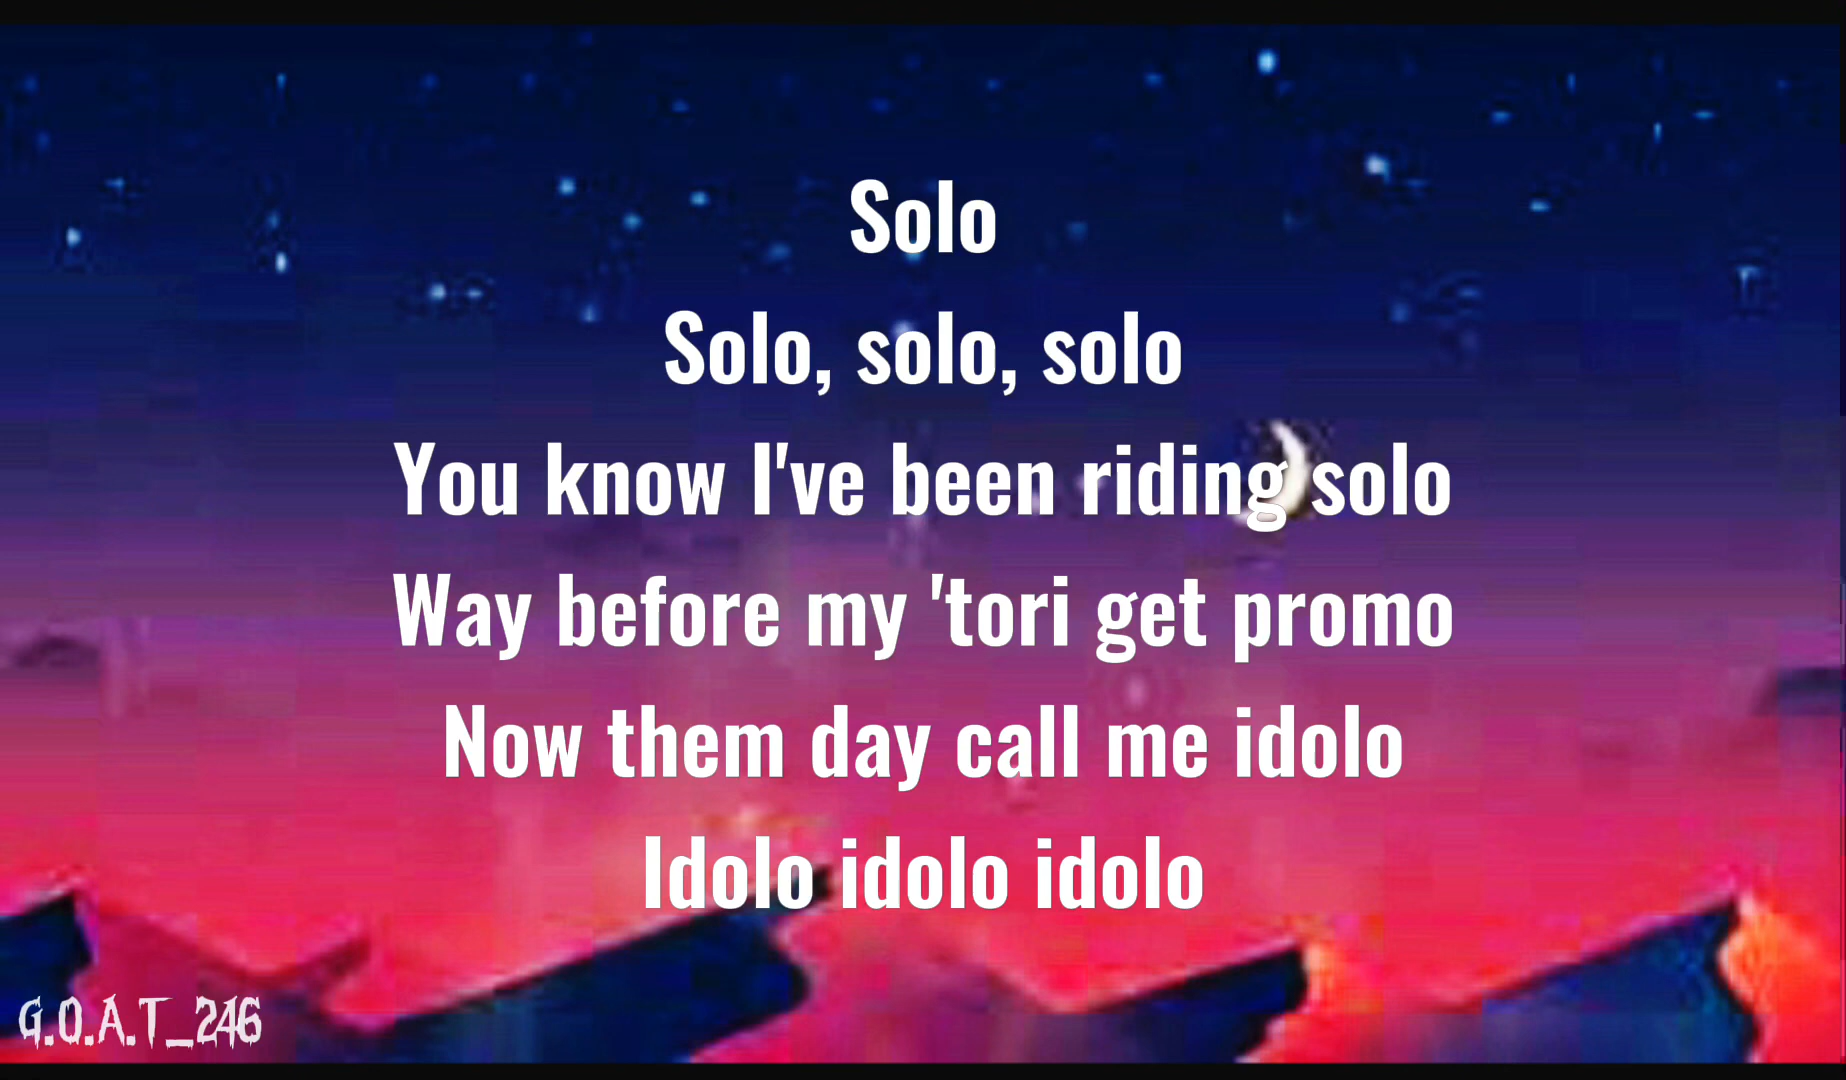 Solo
Solo, solo, solo
You know I've been riding solo
Way before my 'tori get promo
Now them day call me idolo
Idolo idolo idolo
G.O.A.T_246